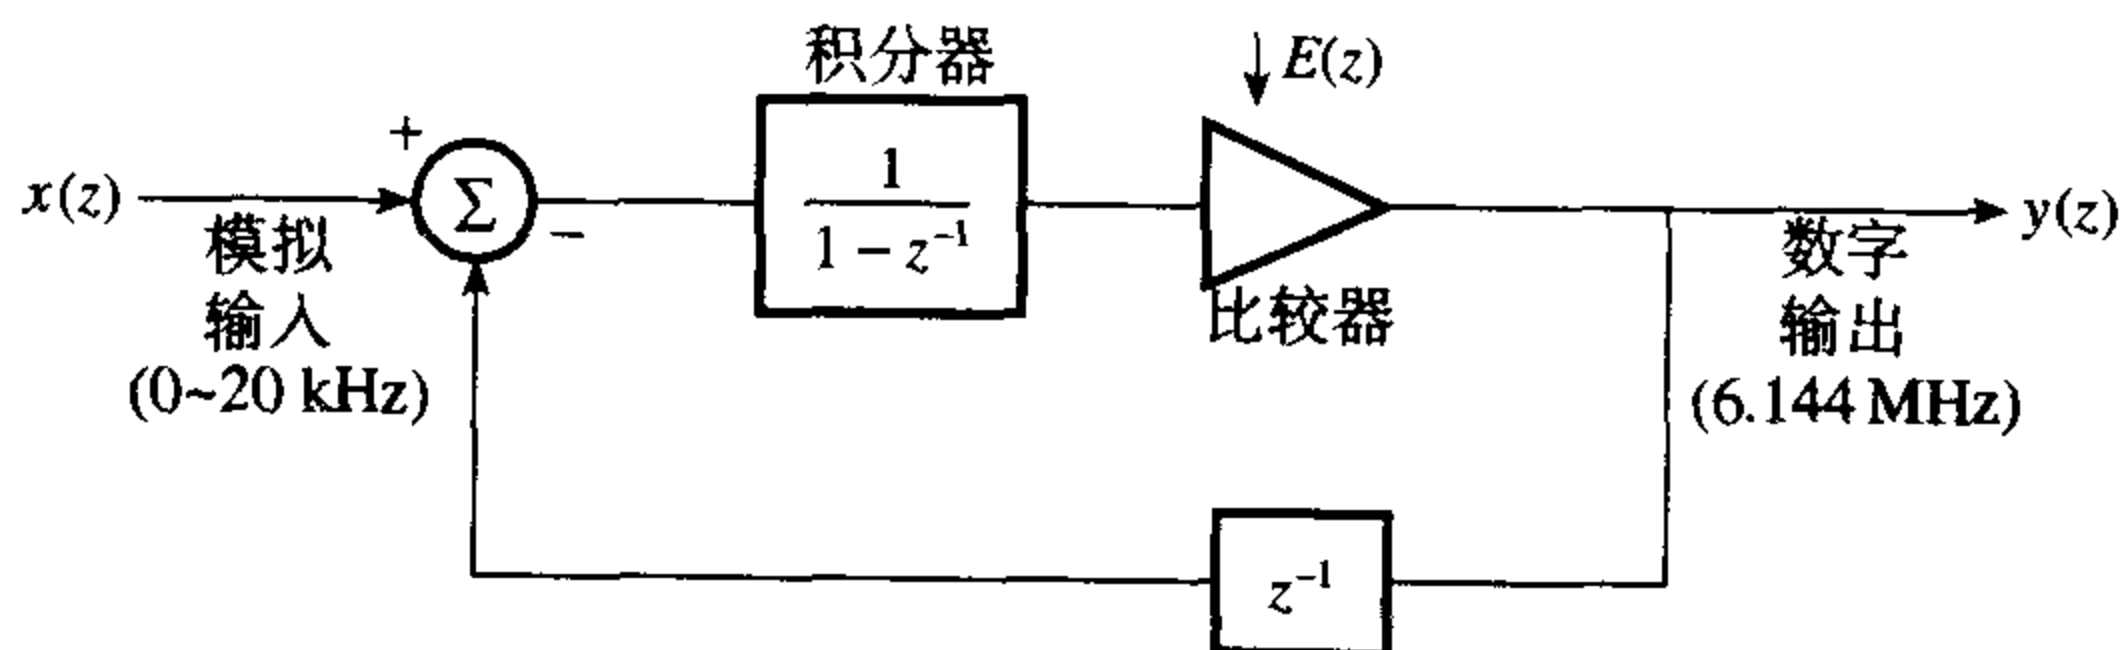 积分器
↓ E(z)
+
x(z)
Σ
−
1
1 − z⁻¹
y(z)
模拟
输入
(0~20 kHz)
比较器
数字
输出
(6.144 MHz)
z⁻¹